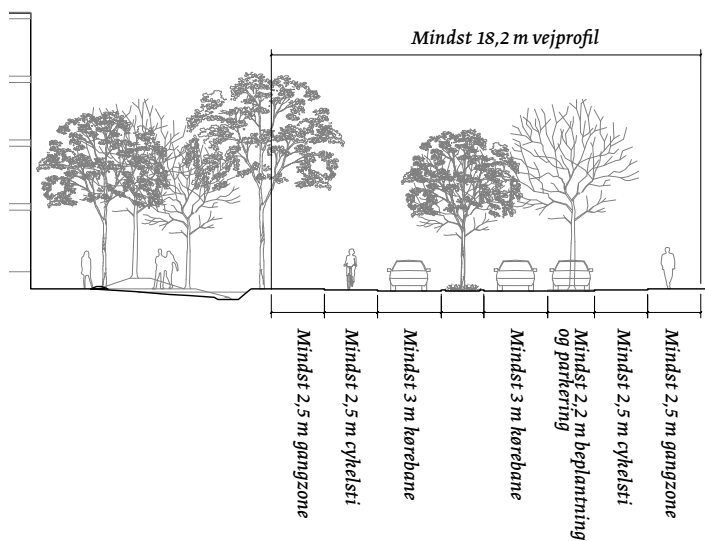 Mindst 18,2 m vejprofil
Mindst 2,5 m gangzone
Mindst 2,5 m cykelsti
Mindst 3 m kørebane
Mindst 3 m kørebane
Mindst 2,2 m beplantning
og parkering
Mindst 2,5 m cykelsti
Mindst 2,5 m gangzone